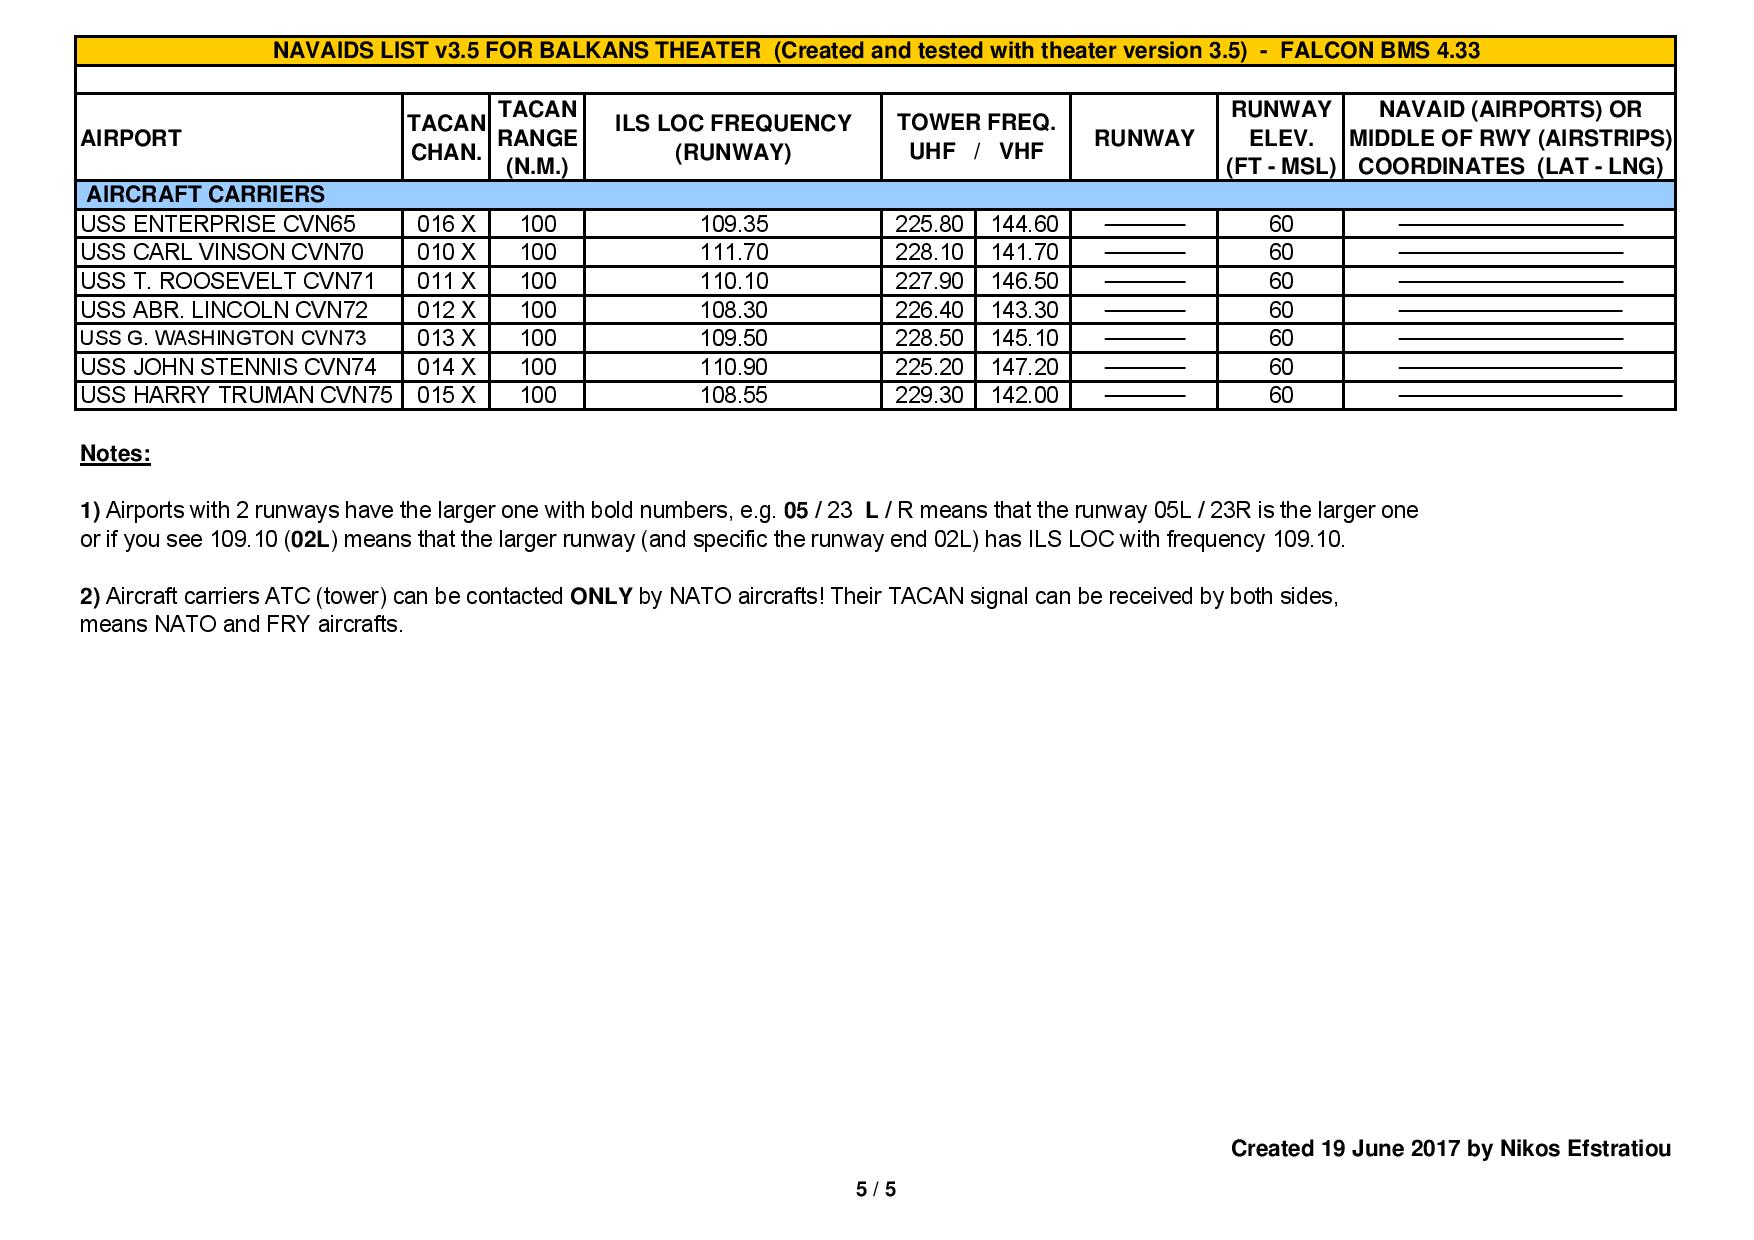 NAVAIDS LIST v3.5 FOR BALKANS THEATER (Created and tested with theater version 3.5) - FALCON BMS 4.33
AIRPORT TACAN CHAN. TACAN RANGE (N.M.) ILS LOC FREQUENCY (RUNWAY) TOWER FREQ. UHF / VHF RUNWAY RUNWAY ELEV. (FT - MSL) NAVAID (AIRPORTS) OR MIDDLE OF RWY (AIRSTRIPS) COORDINATES (LAT - LNG)
AIRCRAFT CARRIERS
USS ENTERPRISE CVN65 016 X 100 109.35 225.80 144.60 ——— 60 —————
USS CARL VINSON CVN70 010 X 100 111.70 228.10 141.70 ——— 60 —————
USS T. ROOSEVELT CVN71 011 X 100 110.10 227.90 146.50 ——— 60 —————
USS ABR. LINCOLN CVN72 012 X 100 108.30 226.40 143.30 ——— 60 —————
USS G. WASHINGTON CVN73 013 X 100 109.50 228.50 145.10 ——— 60 —————
USS JOHN STENNIS CVN74 014 X 100 110.90 225.20 147.20 ——— 60 —————
USS HARRY TRUMAN CVN75 015 X 100 108.55 229.30 142.00 ——— 60 —————
Notes:
1) Airports with 2 runways have the larger one with bold numbers, e.g. 05 / 23 L / R means that the runway 05L / 23R is the larger one
or if you see 109.10 (02L) means that the larger runway (and specific the runway end 02L) has ILS LOC with frequency 109.10.
2) Aircraft carriers ATC (tower) can be contacted ONLY by NATO aircrafts! Their TACAN signal can be received by both sides,
means NATO and FRY aircrafts.
Created 19 June 2017 by Nikos Efstratiou
5 / 5